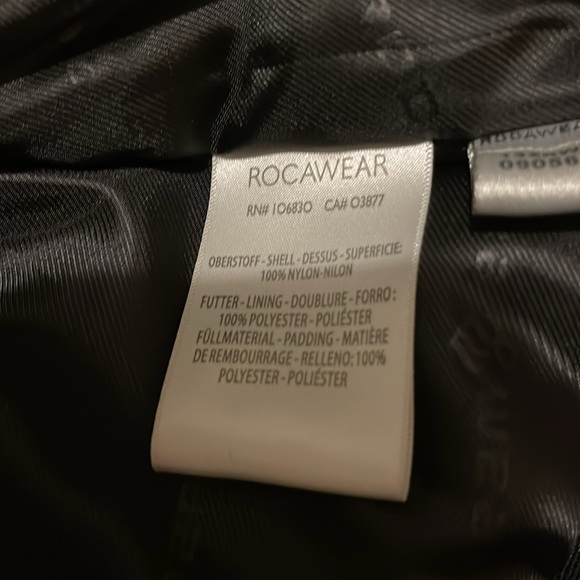 ROCAWEAR
RN# 106830 CA# 03877
OBERSTOFF - SHELL - DESSUS - SUPERFICIE:
100% NYLON-NILON
FUTTER - LINING - DOUBLURE - FORRO:
100% POLYESTER - POLIÉSTER
FÜLLMATERIAL - PADDING - MATIÈRE
DE REMBOURRAGE - RELLENO: 100%
POLYESTER - POLIÉSTER